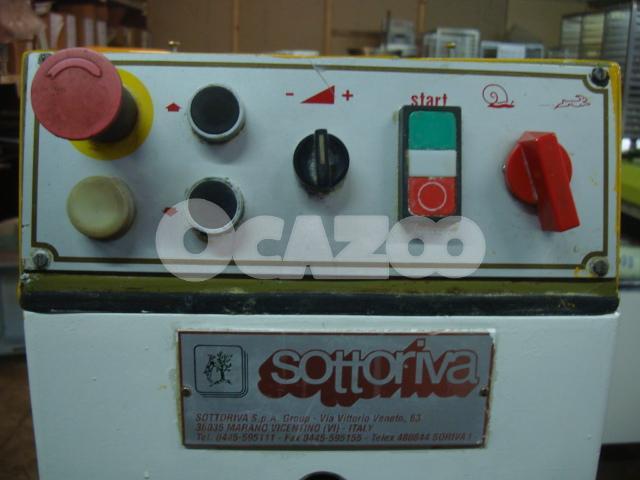 - +
start
OCAZOO
sottoriva
SOTTORIVA S.p.A. Group - Via Vittorio Veneto, 63
36035 MARANO VICENTINO (VI) - ITALY
Tel. 0445-595111 - Fax 0445-595155 - Telex 480844 SORIVA I